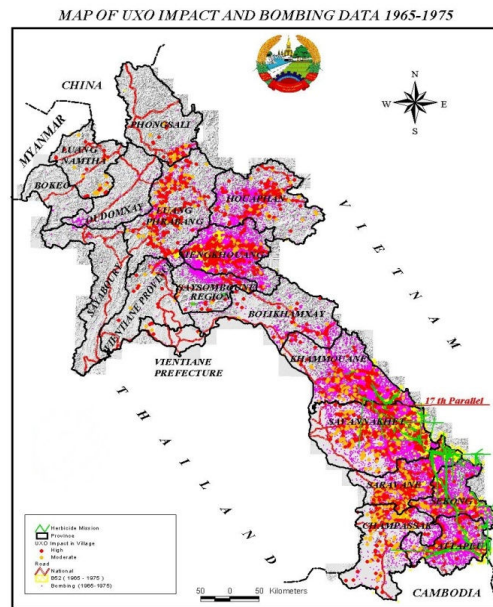 MAP OF UXO IMPACT AND BOMBING DATA 1965-1975
CHINA
N
W E
S
MYANMAR
PHONGSALI
LUANG
NAMTHA
BOKEO
OUDOMXAY
LUANG
PHRABANG
HOUAPHAN
VIETNAM
XIENGKHOUANG
SAYABOURY
VIENTIANE PROVINCE
XAYSOMBOUN
REGION
BOLIKHAMXAY
VIENTIANE
PREFECTURE
KHAMMOUANE
17 th Parallel
THAILAND
SAVANNAKHET
SARAVANE
SEKONG
CHAMPASSAK
ATTAPEU
CAMBODIA
Herbicide Mission
Province
UXO Impact in Village
High
Moderate
Road
National
B52 ( 1965 - 1975 )
Bombing (1965-1975)
50 0 50 Kilometers